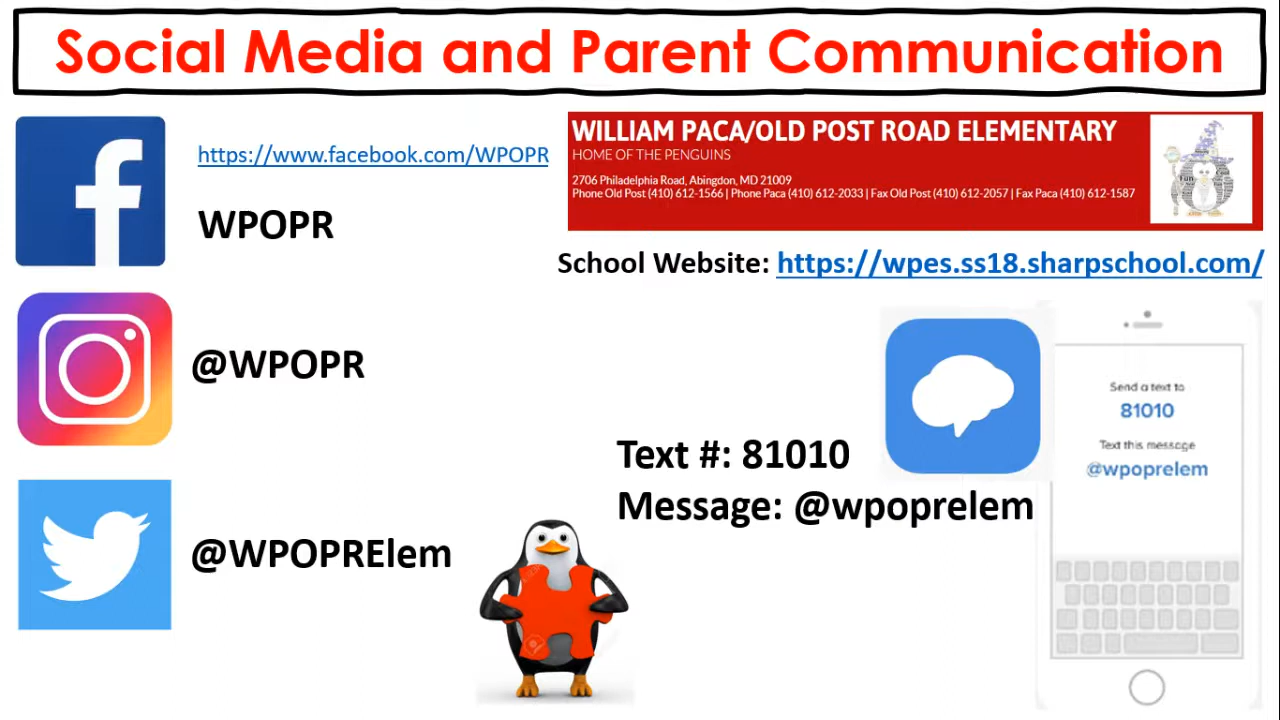 Social Media and Parent Communication
https://www.facebook.com/WPOPR
WPOPR
@WPOPR
@WPOPRElem
WILLIAM PACA/OLD POST ROAD ELEMENTARY
HOME OF THE PENGUINS
2706 Philadelphia Road, Abingdon, MD 21009
Phone Old Post (410) 612-1566 | Phone Paca (410) 612-2033 | Fax Old Post (410) 612-2057 | Fax Paca (410) 612-1587
School Website: https://wpes.ss18.sharpschool.com/
Text #: 81010
Message: @wpoprelem
Send a text to
81010
Text this message
@wpoprelem